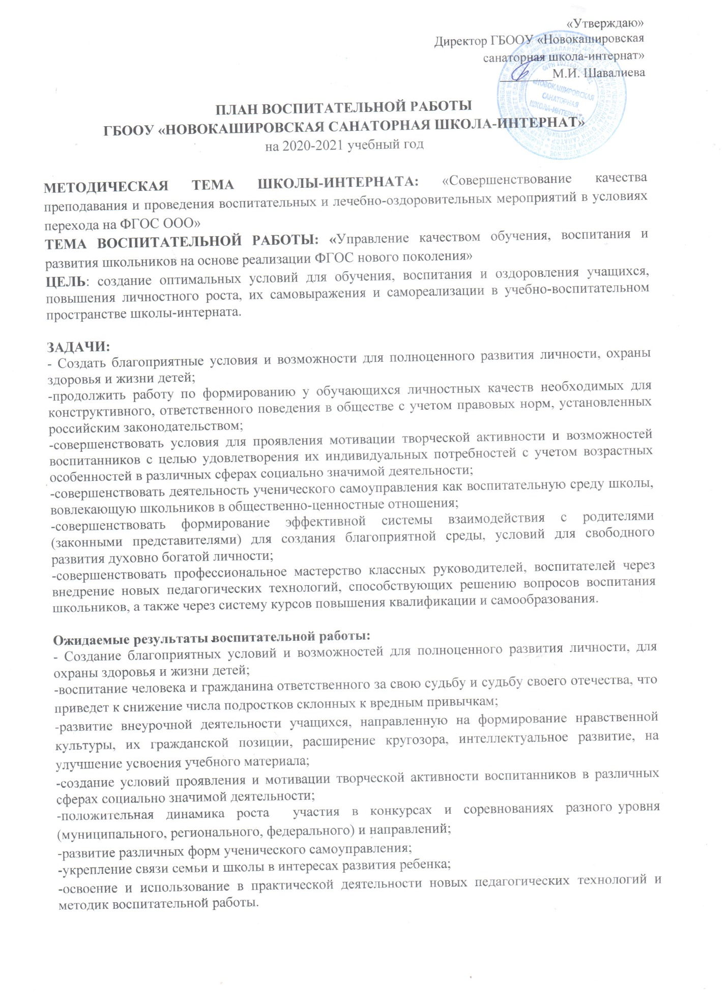 «Утверждаю»
Директор ГБООУ «Новокашировская
санаторная школа-интернат»
________М.И. Шавалиева
«НОВОКАШИРОВСКАЯ
САНАТОРНАЯ
ШКОЛА-ИНТЕРНАТ»
ПЛАН ВОСПИТАТЕЛЬНОЙ РАБОТЫ
ГБООУ «НОВОКАШИРОВСКАЯ САНАТОРНАЯ ШКОЛА-ИНТЕРНАТ»
на 2020-2021 учебный год
МЕТОДИЧЕСКАЯ ТЕМА ШКОЛЫ-ИНТЕРНАТА: «Совершенствование качества
преподавания и проведения воспитательных и лечебно-оздоровительных мероприятий в условиях
перехода на ФГОС ООО»
ТЕМА ВОСПИТАТЕЛЬНОЙ РАБОТЫ: «Управление качеством обучения, воспитания и
развития школьников на основе реализации ФГОС нового поколения»
ЦЕЛЬ: создание оптимальных условий для обучения, воспитания и оздоровления учащихся,
повышения личностного роста, их самовыражения и самореализации в учебно-воспитательном
пространстве школы-интерната.
ЗАДАЧИ:
- Создать благоприятные условия и возможности для полноценного развития личности, охраны
здоровья и жизни детей;
-продолжить работу по формированию у обучающихся личностных качеств необходимых для
конструктивного, ответственного поведения в обществе с учетом правовых норм, установленных
российским законодательством;
-совершенствовать условия для проявления мотивации творческой активности и возможностей
воспитанников с целью удовлетворения их индивидуальных потребностей с учетом возрастных
особенностей в различных сферах социально значимой деятельности;
-совершенствовать деятельность ученического самоуправления как воспитательную среду школы,
вовлекающую школьников в общественно-ценностные отношения;
-совершенствовать формирование эффективной системы взаимодействия с родителями
(законными представителями) для создания благоприятной среды, условий для свободного
развития духовно богатой личности;
-совершенствовать профессиональное мастерство классных руководителей, воспитателей через
внедрение новых педагогических технологий, способствующих решению вопросов воспитания
школьников, а также через систему курсов повышения квалификации и самообразования.
Ожидаемые результаты воспитательной работы:
- Создание благоприятных условий и возможностей для полноценного развития личности, для
охраны здоровья и жизни детей;
-воспитание человека и гражданина ответственного за свою судьбу и судьбу своего отечества, что
приведет к снижение числа подростков склонных к вредным привычкам;
-развитие внеурочной деятельности учащихся, направленную на формирование нравственной
культуры, их гражданской позиции, расширение кругозора, интеллектуальное развитие, на
улучшение усвоения учебного материала;
-создание условий проявления и мотивации творческой активности воспитанников в различных
сферах социально значимой деятельности;
-положительная динамика роста участия в конкурсах и соревнованиях разного уровня
(муниципального, регионального, федерального) и направлений;
-развитие различных форм ученического самоуправления;
-укрепление связи семьи и школы в интересах развития ребенка;
-освоение и использование в практической деятельности новых педагогических технологий и
методик воспитательной работы.